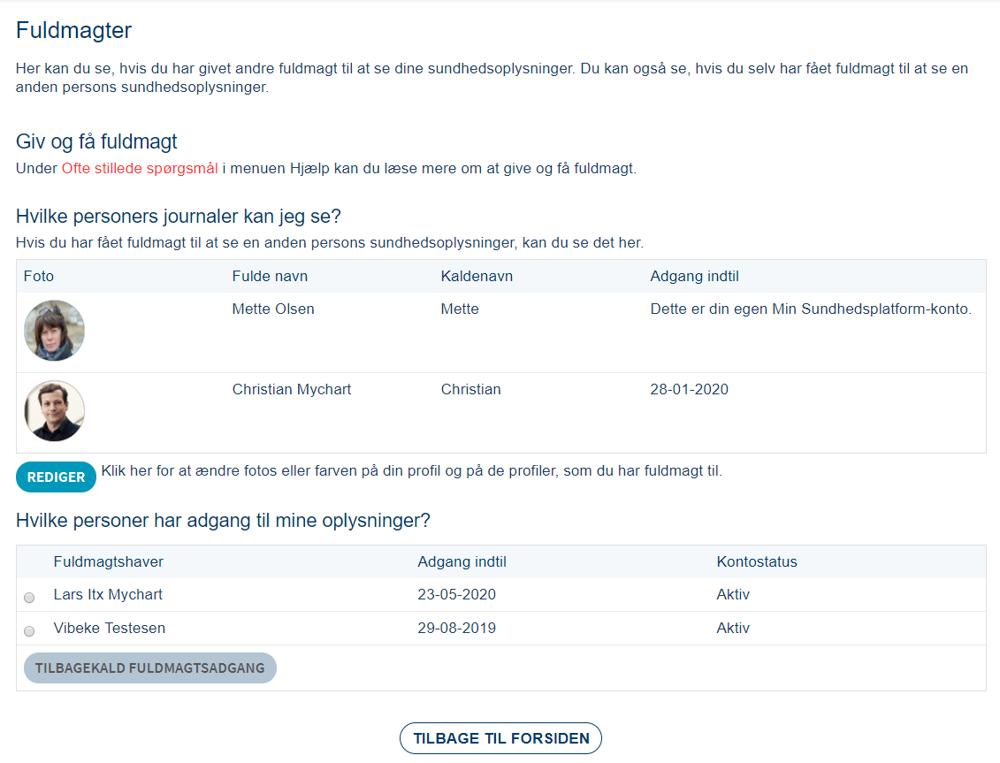 Fuldmagter
Her kan du se, hvis du har givet andre fuldmagt til at se dine sundhedsoplysninger. Du kan også se, hvis du selv har fået fuldmagt til at se en
anden persons sundhedsoplysninger.
Giv og få fuldmagt
Under Ofte stillede spørgsmål i menuen Hjælp kan du læse mere om at give og få fuldmagt.
Hvilke personers journaler kan jeg se?
Hvis du har fået fuldmagt til at se en anden persons sundhedsoplysninger, kan du se det her.
Foto Fulde navn Kaldenavn Adgang indtil
Mette Olsen Mette Dette er din egen Min Sundhedsplatform-konto.
Christian Mychart Christian 28-01-2020
REDIGER Klik her for at ændre fotos eller farven på din profil og på de profiler, som du har fuldmagt til.
Hvilke personer har adgang til mine oplysninger?
Fuldmagtshaver Adgang indtil Kontostatus
Lars Itx Mychart 23-05-2020 Aktiv
Vibeke Testesen 29-08-2019 Aktiv
TILBAGEKALD FULDMAGTSADGANG
TILBAGE TIL FORSIDEN